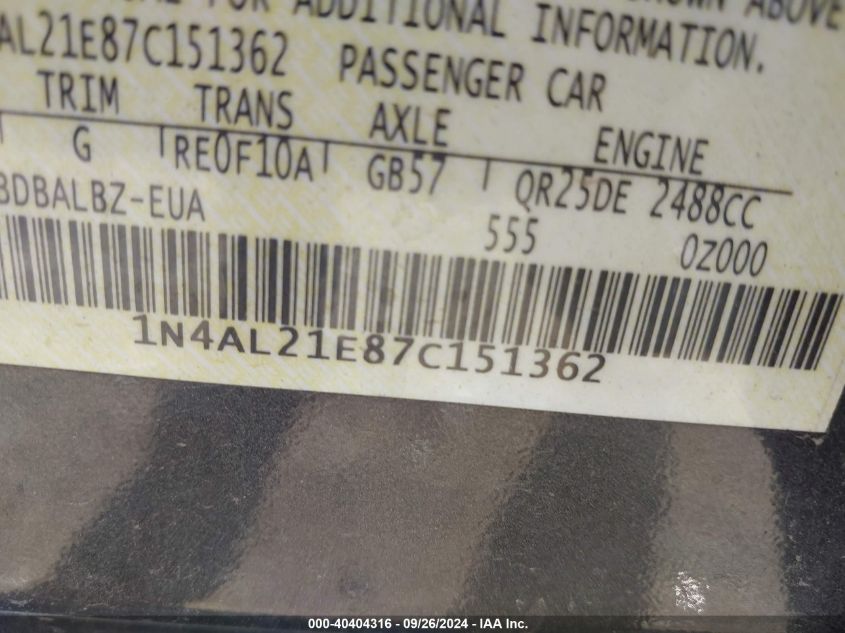 FOR ADDITIONAL INFORMATION.
AL21E87C151362 PASSENGER CAR
TRIM TRANS AXLE ENGINE
G RE0F10A GB57 QR25DE 2488CC
BDBALBZ-EUA 555 0Z000
1N4AL21E87C151362
000-40404316 - 09/26/2024 - IAA Inc.